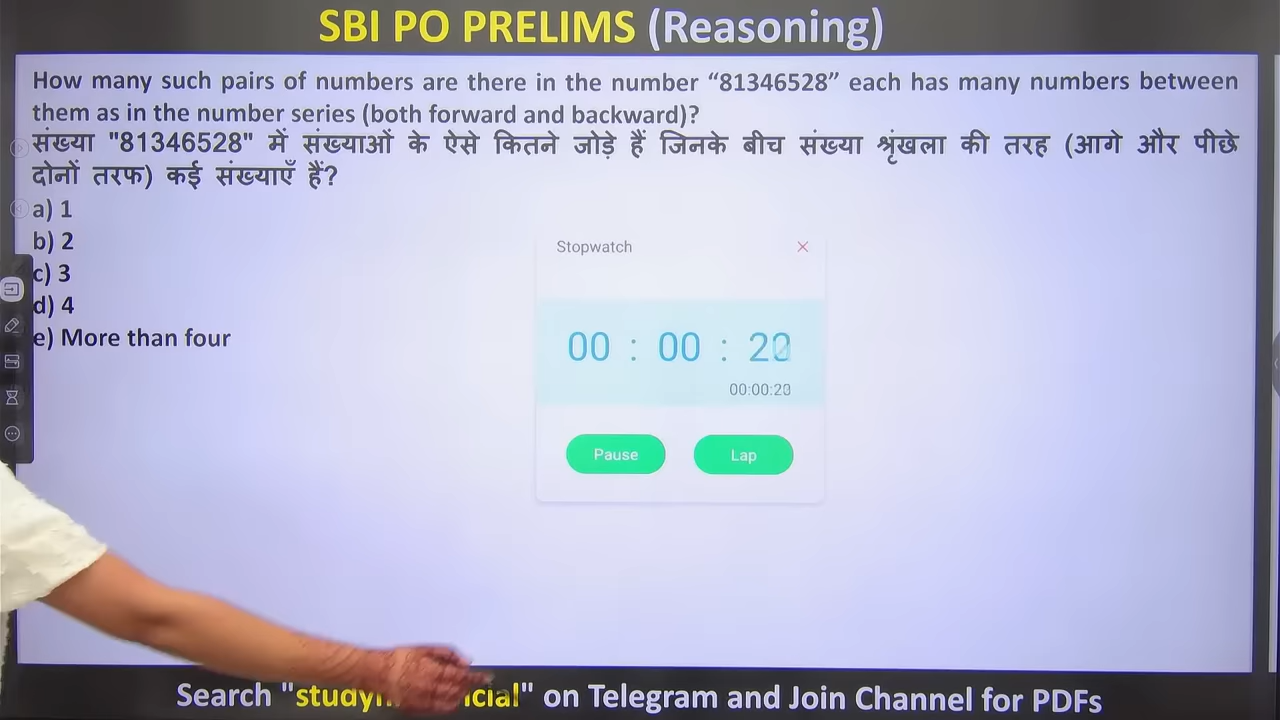 SBI PO PRELIMS (Reasoning)
How many such pairs of numbers are there in the number “81346528” each has many numbers between
them as in the number series (both forward and backward)?
संख्या "81346528" में संख्याओं के ऐसे कितने जोड़े हैं जिनके बीच संख्या श्रृंखला की तरह (आगे और पीछे
दोनों तरफ) कई संख्याएँ हैं?
a) 1
b) 2
c) 3
d) 4
e) More than four
Stopwatch
00 : 00 : 20
00:00:20
Pause
Lap
Search " " on Telegram and Join Channel for PDFs